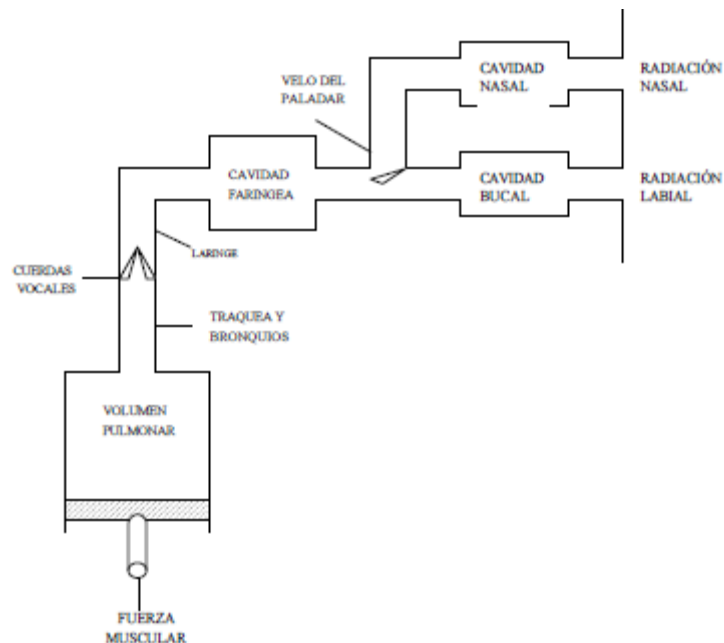 VELO DEL
PALADAR
CAVIDAD
NASAL
RADIACIÓN
NASAL
CAVIDAD
FARINGEA
CAVIDAD
BUCAL
RADIACIÓN
LABIAL
LARINGE
CUERDAS
VOCALES
TRAQUEA Y
BRONQUIOS
VOLUMEN
PULMONAR
FUERZA
MUSCULAR